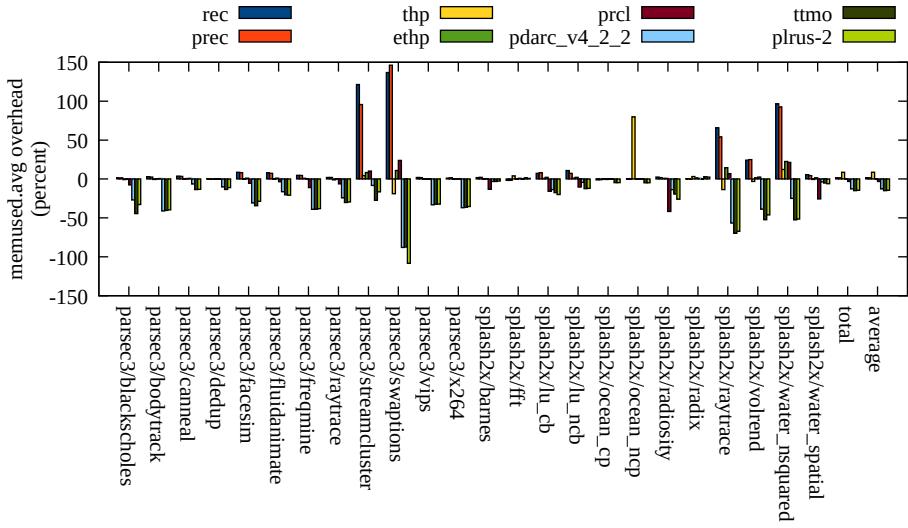 rec
thp
prcl
ttmo
prec
ethp
pdarc_v4_2_2
plrus-2
memused.avg overhead
(percent)
150
100
50
0
-50
-100
-150
parsec3/blackscholes
parsec3/bodytrack
parsec3/canneal
parsec3/dedup
parsec3/facesim
parsec3/fluidanimate
parsec3/freqmine
parsec3/raytrace
parsec3/streamcluster
parsec3/swaptions
parsec3/vips
parsec3/x264
splash2x/barnes
splash2x/fft
splash2x/lu_cb
splash2x/lu_ncb
splash2x/ocean_cp
splash2x/ocean_ncp
splash2x/radiosity
splash2x/radix
splash2x/raytrace
splash2x/volrend
splash2x/water_nsquared
splash2x/water_spatial
total
average